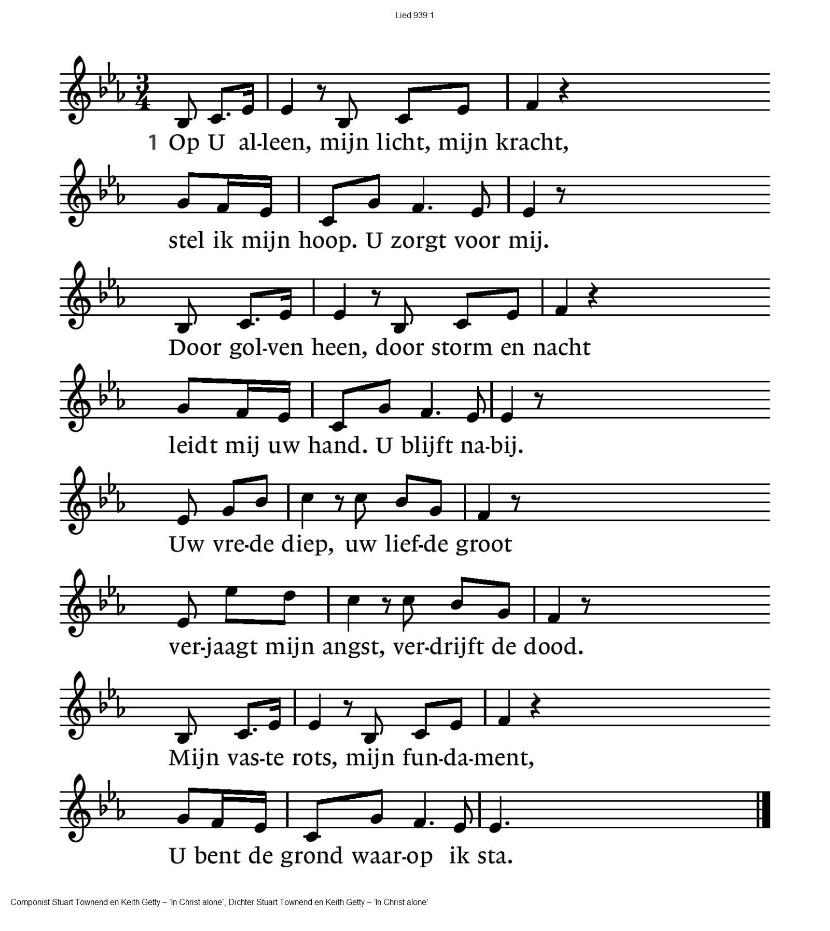 Lied 939:1
3
4
1 Op U al-leen, mijn licht, mijn kracht,
stel ik mijn hoop. U zorgt voor mij.
Door gol-ven heen, door storm en nacht
leidt mij uw hand. U blijft na-bij.
Uw vre-de diep, uw lief-de groot
ver-jaagt mijn angst, ver-drijft de dood.
Mijn vas-te rots, mijn fun-da-ment,
U bent de grond waar-op ik sta.
Componist Stuart Townend en Keith Getty – 'In Christ alone', Dichter Stuart Townend en Keith Getty – 'In Christ alone'